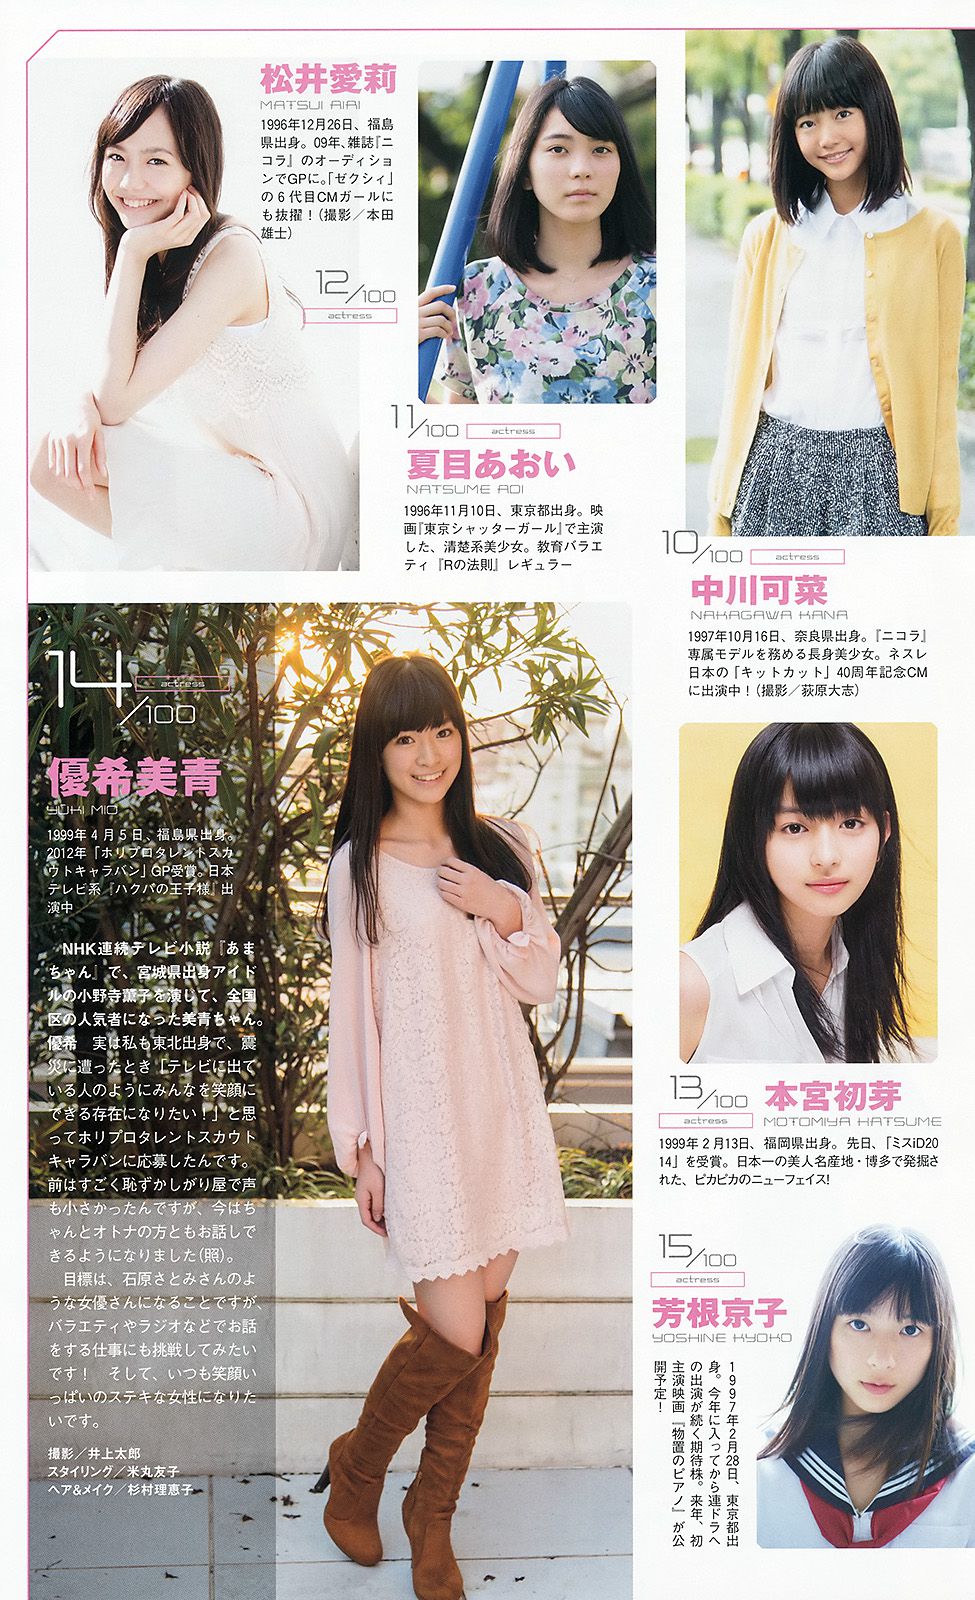 松井愛莉
MATSUI AIRI
1996年12月26日、福島
県出身。09年、雑誌『ニ
コラ』のオーディション
でGPに。「ゼクシィ」
の6代目CMガールに
も抜擢！（撮影／本田
雄士）
12/100
actress
11/100
actress
夏目あおい
NATSUME AOI
1996年11月10日、東京都出身。映
画『東京シャッターガール』で主演
した、清楚系美少女。教育バラエ
ティ『Rの法則』レギュラー
10/100
actress
中川可菜
NAKAGAWA KANA
1997年10月16日、奈良県出身。『ニコラ』
専属モデルを務める長身美少女。ネスレ
日本の「キットカット」40周年記念CM
に出演中！（撮影／荻原大志）
14/100
actress
優希美青
YUKI MIO
1999年4月5日、福島県出身。
2012年「ホリプロタレントスカ
ウトキャラバン」GP受賞。日本
テレビ系『ハクバの王子様』出
演中
NHK連続テレビ小説『あま
ちゃん』で、宮城県出身アイド
ルの小野寺薫子を演じて、全国
区の人気者になった美青ちゃん。
優希　実は私も東北出身で、震
災に遭ったとき「テレビに出て
いる人のようにみんなを笑顔に
できる存在になりたい！」と思
ってホリプロタレントスカウト
キャラバンに応募したんです。
前はすごく恥ずかしがり屋で声
も小さかったんですが、今はち
ゃんとオトナの方ともお話しで
きるようになりました（照）。
目標は、石原さとみさんのよ
うな女優さんになることですが、
バラエティやラジオなどでお話
をする仕事にも挑戦してみたい
です！　そして、いつも笑顔い
っぱいのステキな女性になりた
いです。
撮影／井上太郎
スタイリング／米丸友子
ヘア&メイク／杉村理恵子
13/100
actress
本宮初芽
MOTOMIYA HATSUME
1999年2月13日、福岡県出身。先日、「ミスiD20
14」を受賞。日本一の美人名産地・博多で発掘され
た、ピカピカのニューフェイス!
15/100
actress
芳根京子
YOSHINE KYOKO
1997年2月28日、東京都出
身。今年に入ってから連ドラへ
の出演が続く期待株。来年、初
主演映画『物置のピアノ』が公
開予定！